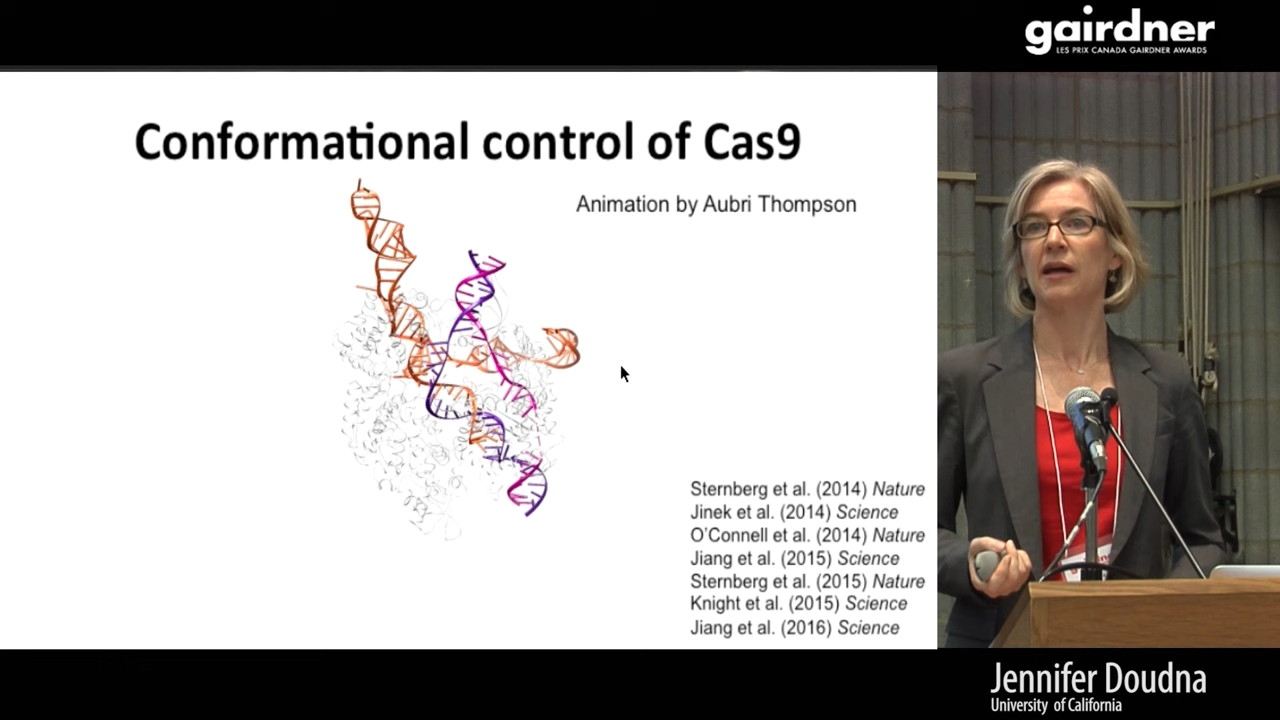 gairdner
LES PRIX CANADA GAIRDNER AWARDS
Conformational control of Cas9
Animation by Aubri Thompson
Sternberg et al. (2014) Nature
Jinek et al. (2014) Science
O'Connell et al. (2014) Nature
Jiang et al. (2015) Science
Sternberg et al. (2015) Nature
Knight et al. (2015) Science
Jiang et al. (2016) Science
Jennifer Doudna
University of California